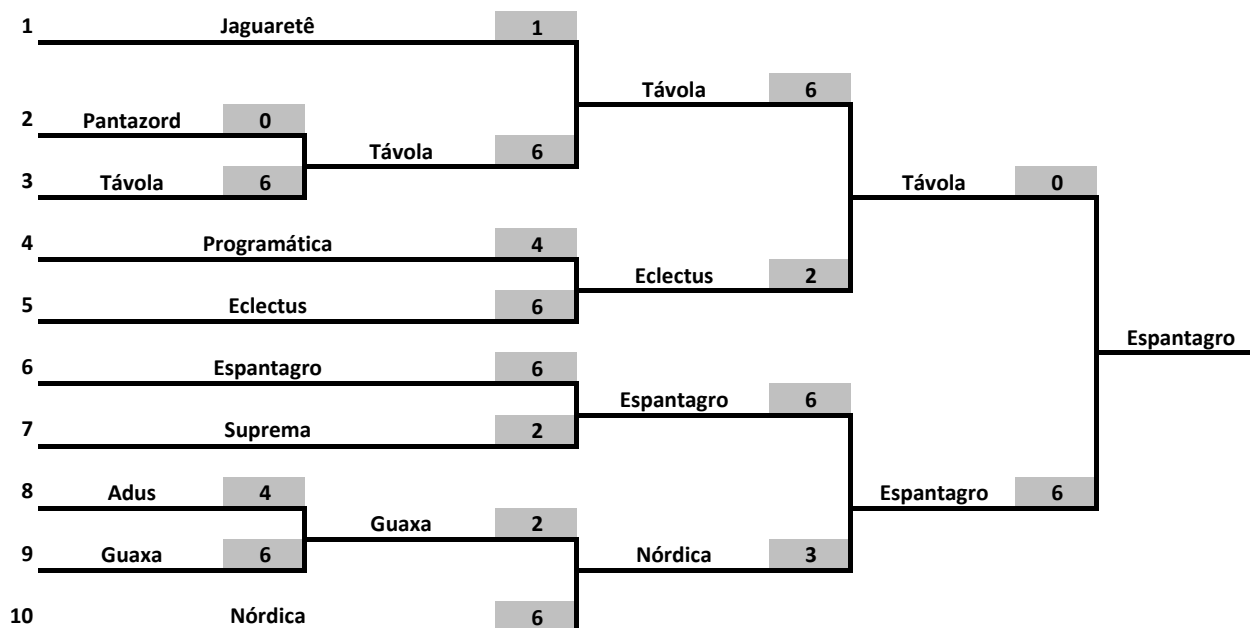 1 Jaguaretê 1
Távola 6
2 Pantazord 0
Távola 6
3 Távola 6
Távola 0
4 Programática 4
Eclectus 2
5 Eclectus 6
Espantagro
6 Espantagro 6
Espantagro 6
7 Suprema 2
8 Adus 4
Espantagro 6
Guaxa 2
9 Guaxa 6
Nórdica 3
10 Nórdica 6